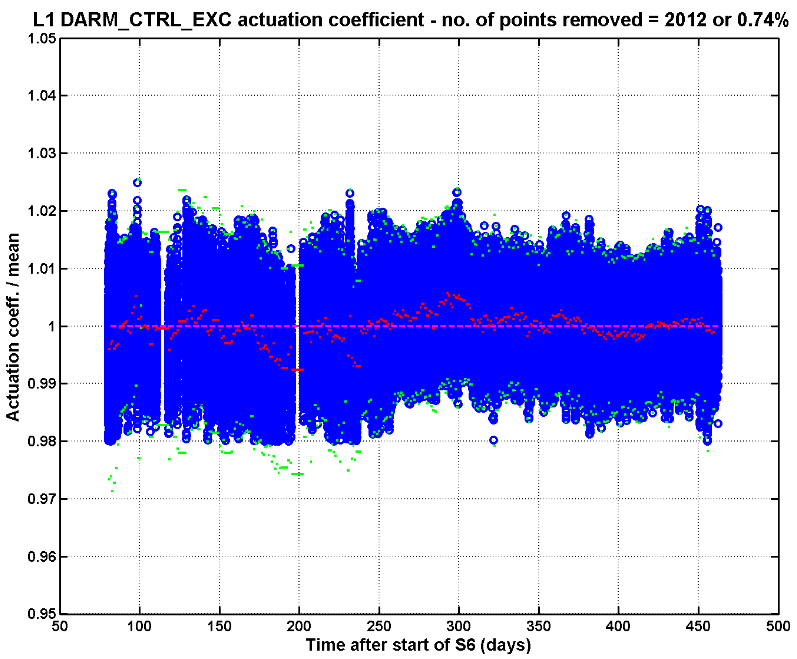 L1 DARM_CTRL_EXC actuation coefficient - no. of points removed = 2012 or 0.74%
1.05
1.04
1.03
1.02
1.01
1
0.99
0.98
0.97
0.96
0.95
Actuation coeff. / mean
50 100 150 200 250 300 350 400 450 500
Time after start of S6 (days)